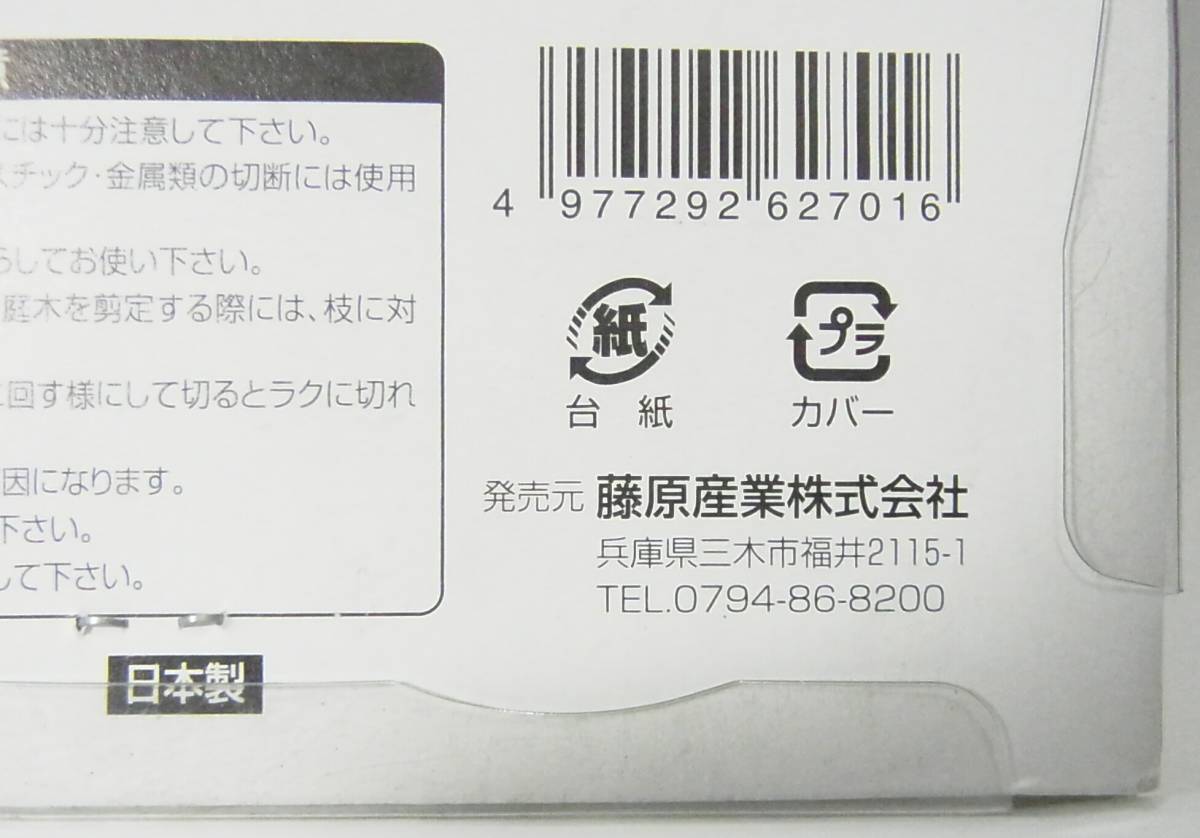 には十分注意して下さい。
スチック・金属類の切断には使用
らしてお使い下さい。
庭木を剪定する際には、枝に対
に回す様にして切るとラクに切れ
因になります。
下さい。
して下さい。
日本製
4 977292 627016
紙
台紙
プラ
カバー
発売元 藤原産業株式会社
兵庫県三木市福井2115-1
TEL.0794-86-8200